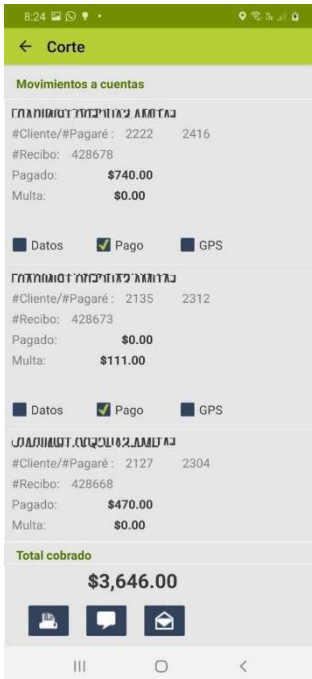 8:24
← Corte
Movimientos a cuentas
#Cliente/#Pagaré : 2222 2416
#Recibo: 428678
Pagado: $740.00
Multa: $0.00
Datos Pago GPS
#Cliente/#Pagaré : 2135 2312
#Recibo: 428673
Pagado: $0.00
Multa: $111.00
Datos Pago GPS
#Cliente/#Pagaré : 2127 2304
#Recibo: 428668
Pagado: $470.00
Multa: $0.00
Total cobrado
$3,646.00